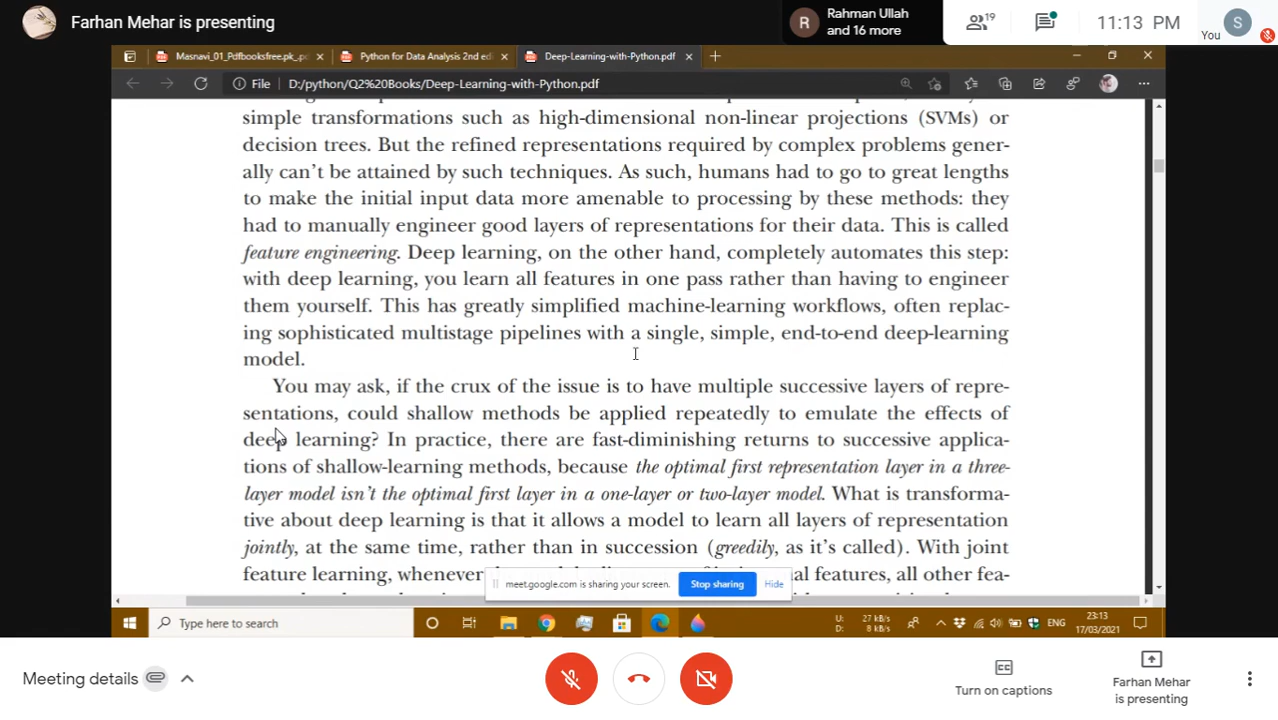 Farhan Mehar is presenting
R
Rahman Ullah
and 16 more
19
11:13 PM
You
S
Masnavi_01_Pdfbooksfree.pk_.p
Python for Data Analysis 2nd edi
Deep-Learning-with-Python.pdf
File
D:/python/Q2%20Books/Deep-Learning-with-Python.pdf
simple transformations such as high-dimensional non-linear projections (SVMs) or
decision trees. But the refined representations required by complex problems gener-
ally can't be attained by such techniques. As such, humans had to go to great lengths
to make the initial input data more amenable to processing by these methods: they
had to manually engineer good layers of representations for their data. This is called
feature engineering. Deep learning, on the other hand, completely automates this step:
with deep learning, you learn all features in one pass rather than having to engineer
them yourself. This has greatly simplified machine-learning workflows, often replac-
ing sophisticated multistage pipelines with a single, simple, end-to-end deep-learning
model.
You may ask, if the crux of the issue is to have multiple successive layers of repre-
sentations, could shallow methods be applied repeatedly to emulate the effects of
deep learning? In practice, there are fast-diminishing returns to successive applica-
tions of shallow-learning methods, because the optimal first representation layer in a three-
layer model isn't the optimal first layer in a one-layer or two-layer model. What is transforma-
tive about deep learning is that it allows a model to learn all layers of representation
jointly, at the same time, rather than in succession (greedily, as it's called). With joint
feature learning, whenever features, all other fea-
meet.google.com is sharing your screen.
Stop sharing
Hide
Type here to search
U: 27 kB/s
D: 8 kB/s
ENG
23:13
17/03/2021
Meeting details
CC
Turn on captions
Farhan Mehar
is presenting